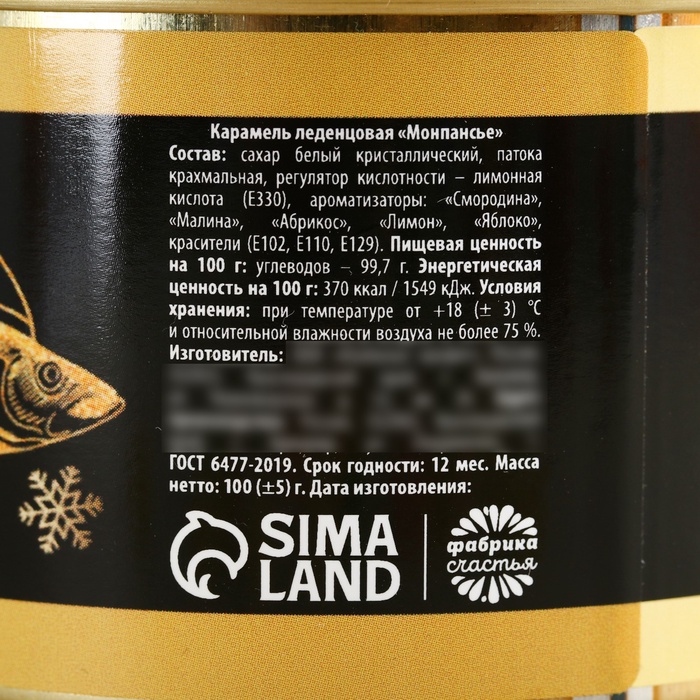 Карамель леденцовая «Монпансье»
Состав: сахар белый кристаллический, патока
крахмальная, регулятор кислотности – лимонная
кислота (Е330), ароматизаторы: «Смородина»,
«Малина», «Абрикос», «Лимон», «Яблоко»,
красители (Е102, Е110, Е129). Пищевая ценность
на 100 г: углеводов – 99,7 г. Энергетическая
ценность на 100 г: 370 ккал / 1549 кДж. Условия
хранения: при температуре от +18 (± 3) °С
и относительной влажности воздуха не более 75 %.
Изготовитель:
ГОСТ 6477-2019. Срок годности: 12 мес. Масса
нетто: 100 (±5) г. Дата изготовления:
SIMA
LAND
фабрика
счастья